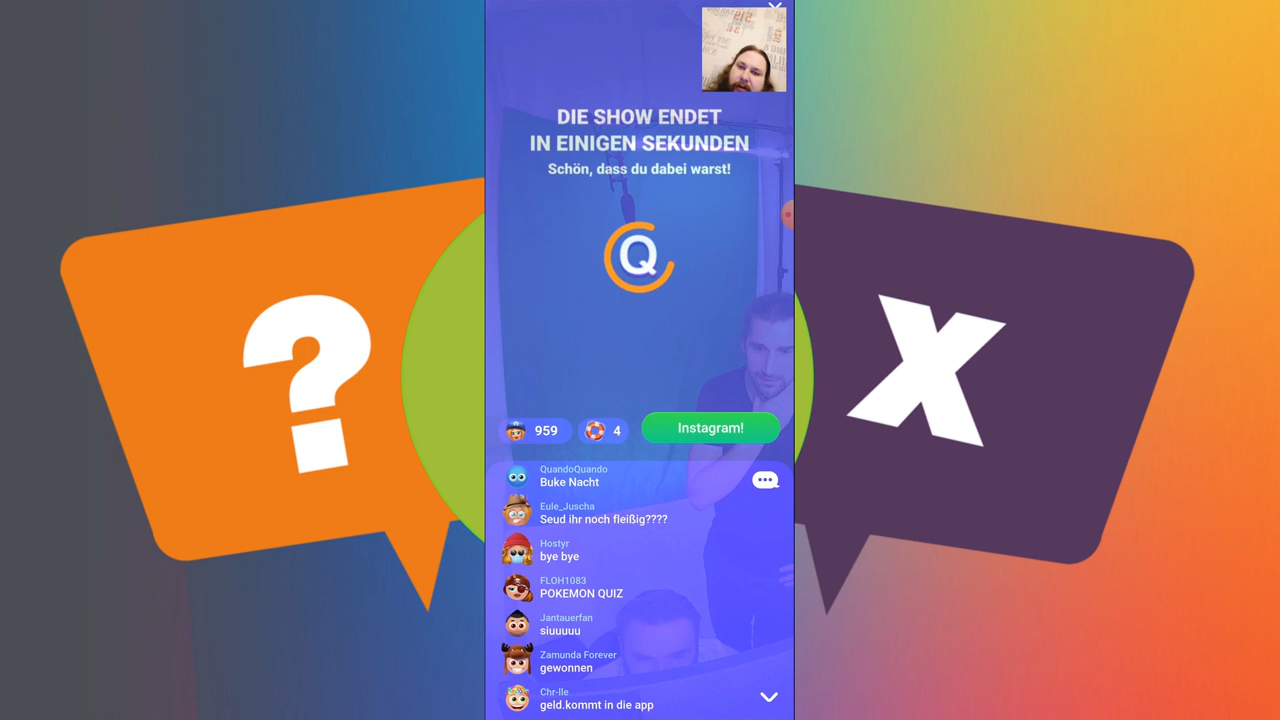 DIE SHOW ENDET
IN EINIGEN SEKUNDEN
Schön, dass du dabei warst!
Q
?
X
959
4
Instagram!
QuandoQuando
Buke Nacht
Eule_Juscha
Seud ihr noch fleißig????
Hostyr
bye bye
FLOH1083
POKEMON QUIZ
Jantauerfan
siuuuuu
Zamunda Forever
gewonnen
Chr-lle
geld.kommt in die app